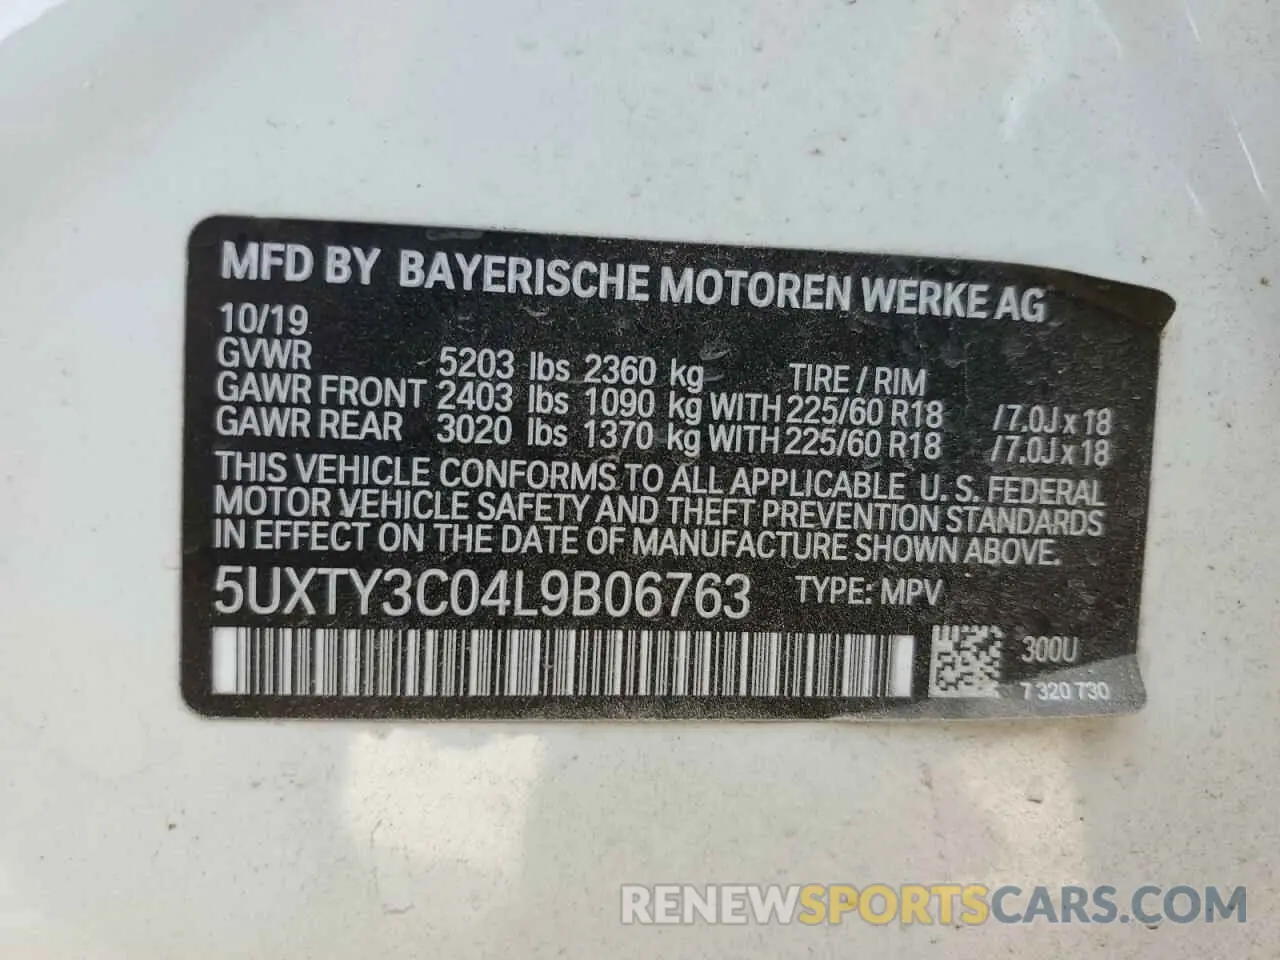 MFD BY BAYERISCHE MOTOREN WERKE AG
10/19
GVWR 5203 lbs 2360 kg TIRE / RIM
GAWR FRONT 2403 lbs 1090 kg WITH 225/60 R18 /7.0J x 18
GAWR REAR 3020 lbs 1370 kg WITH 225/60 R18 /7.0J x 18
THIS VEHICLE CONFORMS TO ALL APPLICABLE U. S. FEDERAL
MOTOR VEHICLE SAFETY AND THEFT PREVENTION STANDARDS
IN EFFECT ON THE DATE OF MANUFACTURE SHOWN ABOVE.
5UXTY3C04L9B06763 TYPE: MPV
300U
7 320 730
RENEWSPORTSCARS.COM